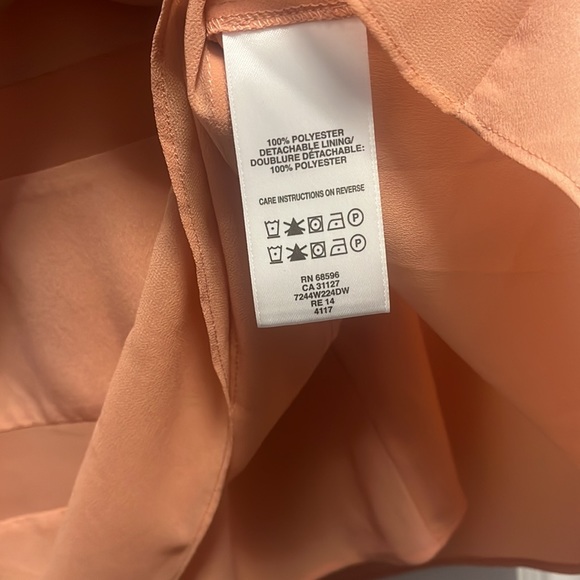 100% POLYESTER
DETACHABLE LINING/
DOUBLURE DÉTACHABLE:
100% POLYESTER
CARE INSTRUCTIONS ON REVERSE
P
P
RN 68596
CA 31127
7244W224DW
RE 14
4117